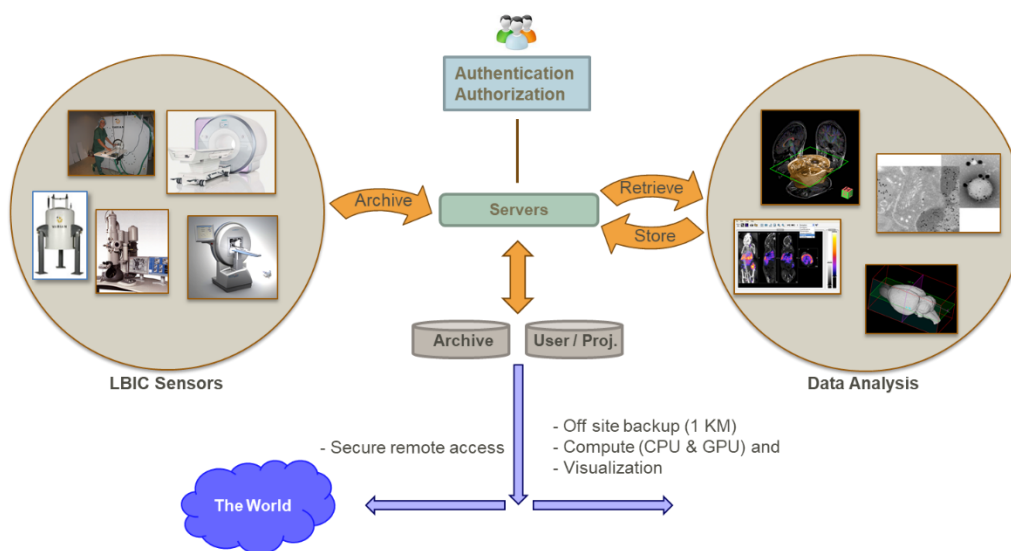 Authentication
Authorization
Archive
Servers
Retrieve
Store
Archive
User / Proj.
LBIC Sensors
Data Analysis
- Secure remote access
- Off site backup (1 KM)
- Compute (CPU & GPU) and
- Visualization
The World